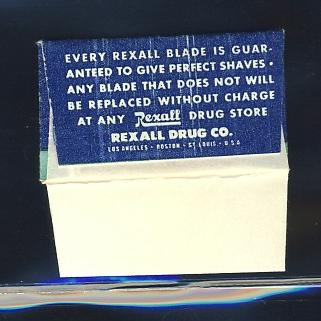 EVERY REXALL BLADE IS GUAR-
ANTEED TO GIVE PERFECT SHAVES •
ANY BLADE THAT DOES NOT WILL
BE REPLACED WITHOUT CHARGE
AT ANY Rexall DRUG STORE
REXALL DRUG CO.
LOS ANGELES • BOSTON • ST. LOUIS • U S A